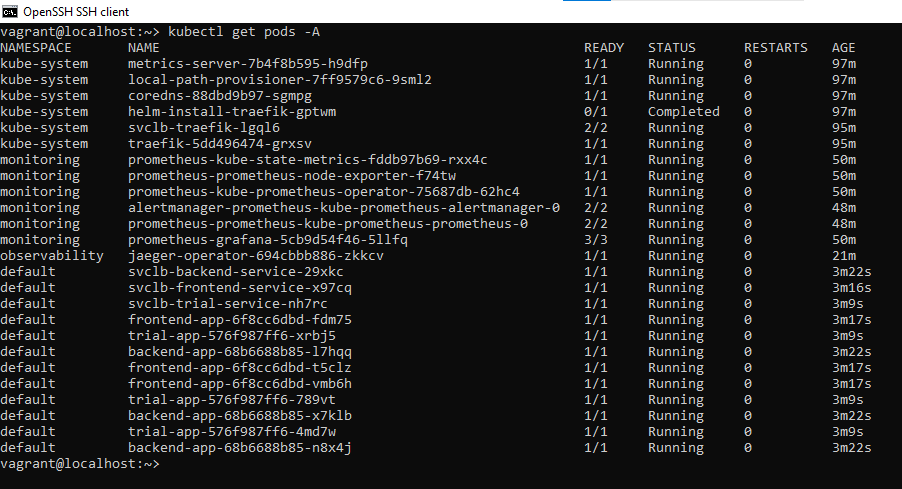 OpenSSH SSH client
vagrant@localhost:~> kubectl get pods -A
NAMESPACE NAME READY STATUS RESTARTS AGE
kube-system metrics-server-7b4f8b595-h9dfp 1/1 Running 0 97m
kube-system local-path-provisioner-7ff9579c6-9sml2 1/1 Running 0 97m
kube-system coredns-88dbd9b97-sgmpg 1/1 Running 0 97m
kube-system helm-install-traefik-gptwm 0/1 Completed 0 97m
kube-system svclb-traefik-lgql6 2/2 Running 0 95m
kube-system traefik-5dd496474-grxsv 1/1 Running 0 95m
monitoring prometheus-kube-state-metrics-fddb97b69-rxx4c 1/1 Running 0 50m
monitoring prometheus-prometheus-node-exporter-f74tw 1/1 Running 0 50m
monitoring prometheus-kube-prometheus-operator-75687db-62hc4 1/1 Running 0 50m
monitoring alertmanager-prometheus-kube-prometheus-alertmanager-0 2/2 Running 0 48m
monitoring prometheus-prometheus-kube-prometheus-prometheus-0 2/2 Running 0 48m
monitoring prometheus-grafana-5cb9d54f46-5llfq 3/3 Running 0 50m
observability jaeger-operator-694cbbb886-zkkcv 1/1 Running 0 21m
default svclb-backend-service-29xkc 1/1 Running 0 3m22s
default svclb-frontend-service-x97cq 1/1 Running 0 3m16s
default svclb-trial-service-nh7rc 1/1 Running 0 3m9s
default frontend-app-6f8cc6dbd-fdm75 1/1 Running 0 3m17s
default trial-app-576f987ff6-xrbj5 1/1 Running 0 3m9s
default backend-app-68b6688b85-l7hqq 1/1 Running 0 3m22s
default frontend-app-6f8cc6dbd-t5clz 1/1 Running 0 3m17s
default frontend-app-6f8cc6dbd-vmb6h 1/1 Running 0 3m17s
default trial-app-576f987ff6-789vt 1/1 Running 0 3m9s
default backend-app-68b6688b85-x7klb 1/1 Running 0 3m22s
default trial-app-576f987ff6-4md7w 1/1 Running 0 3m9s
default backend-app-68b6688b85-n8x4j 1/1 Running 0 3m22s
vagrant@localhost:~>